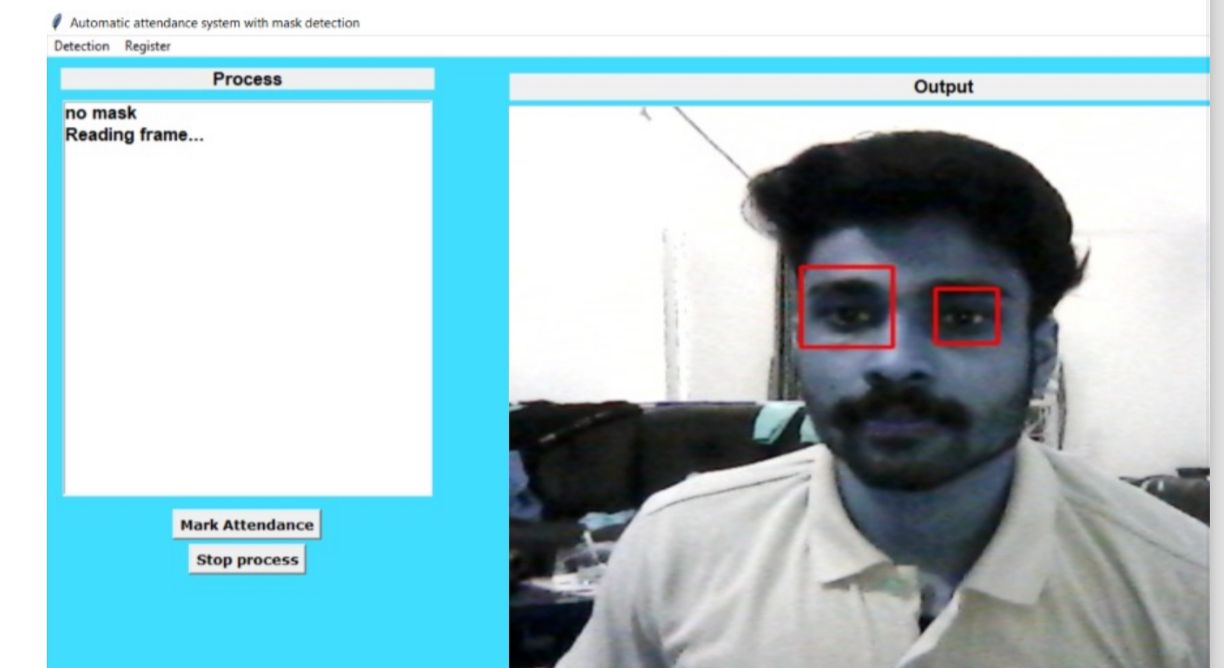 Automatic attendance system with mask detection
Detection Register
Process
no mask
Reading frame...
Mark Attendance
Stop process
Output